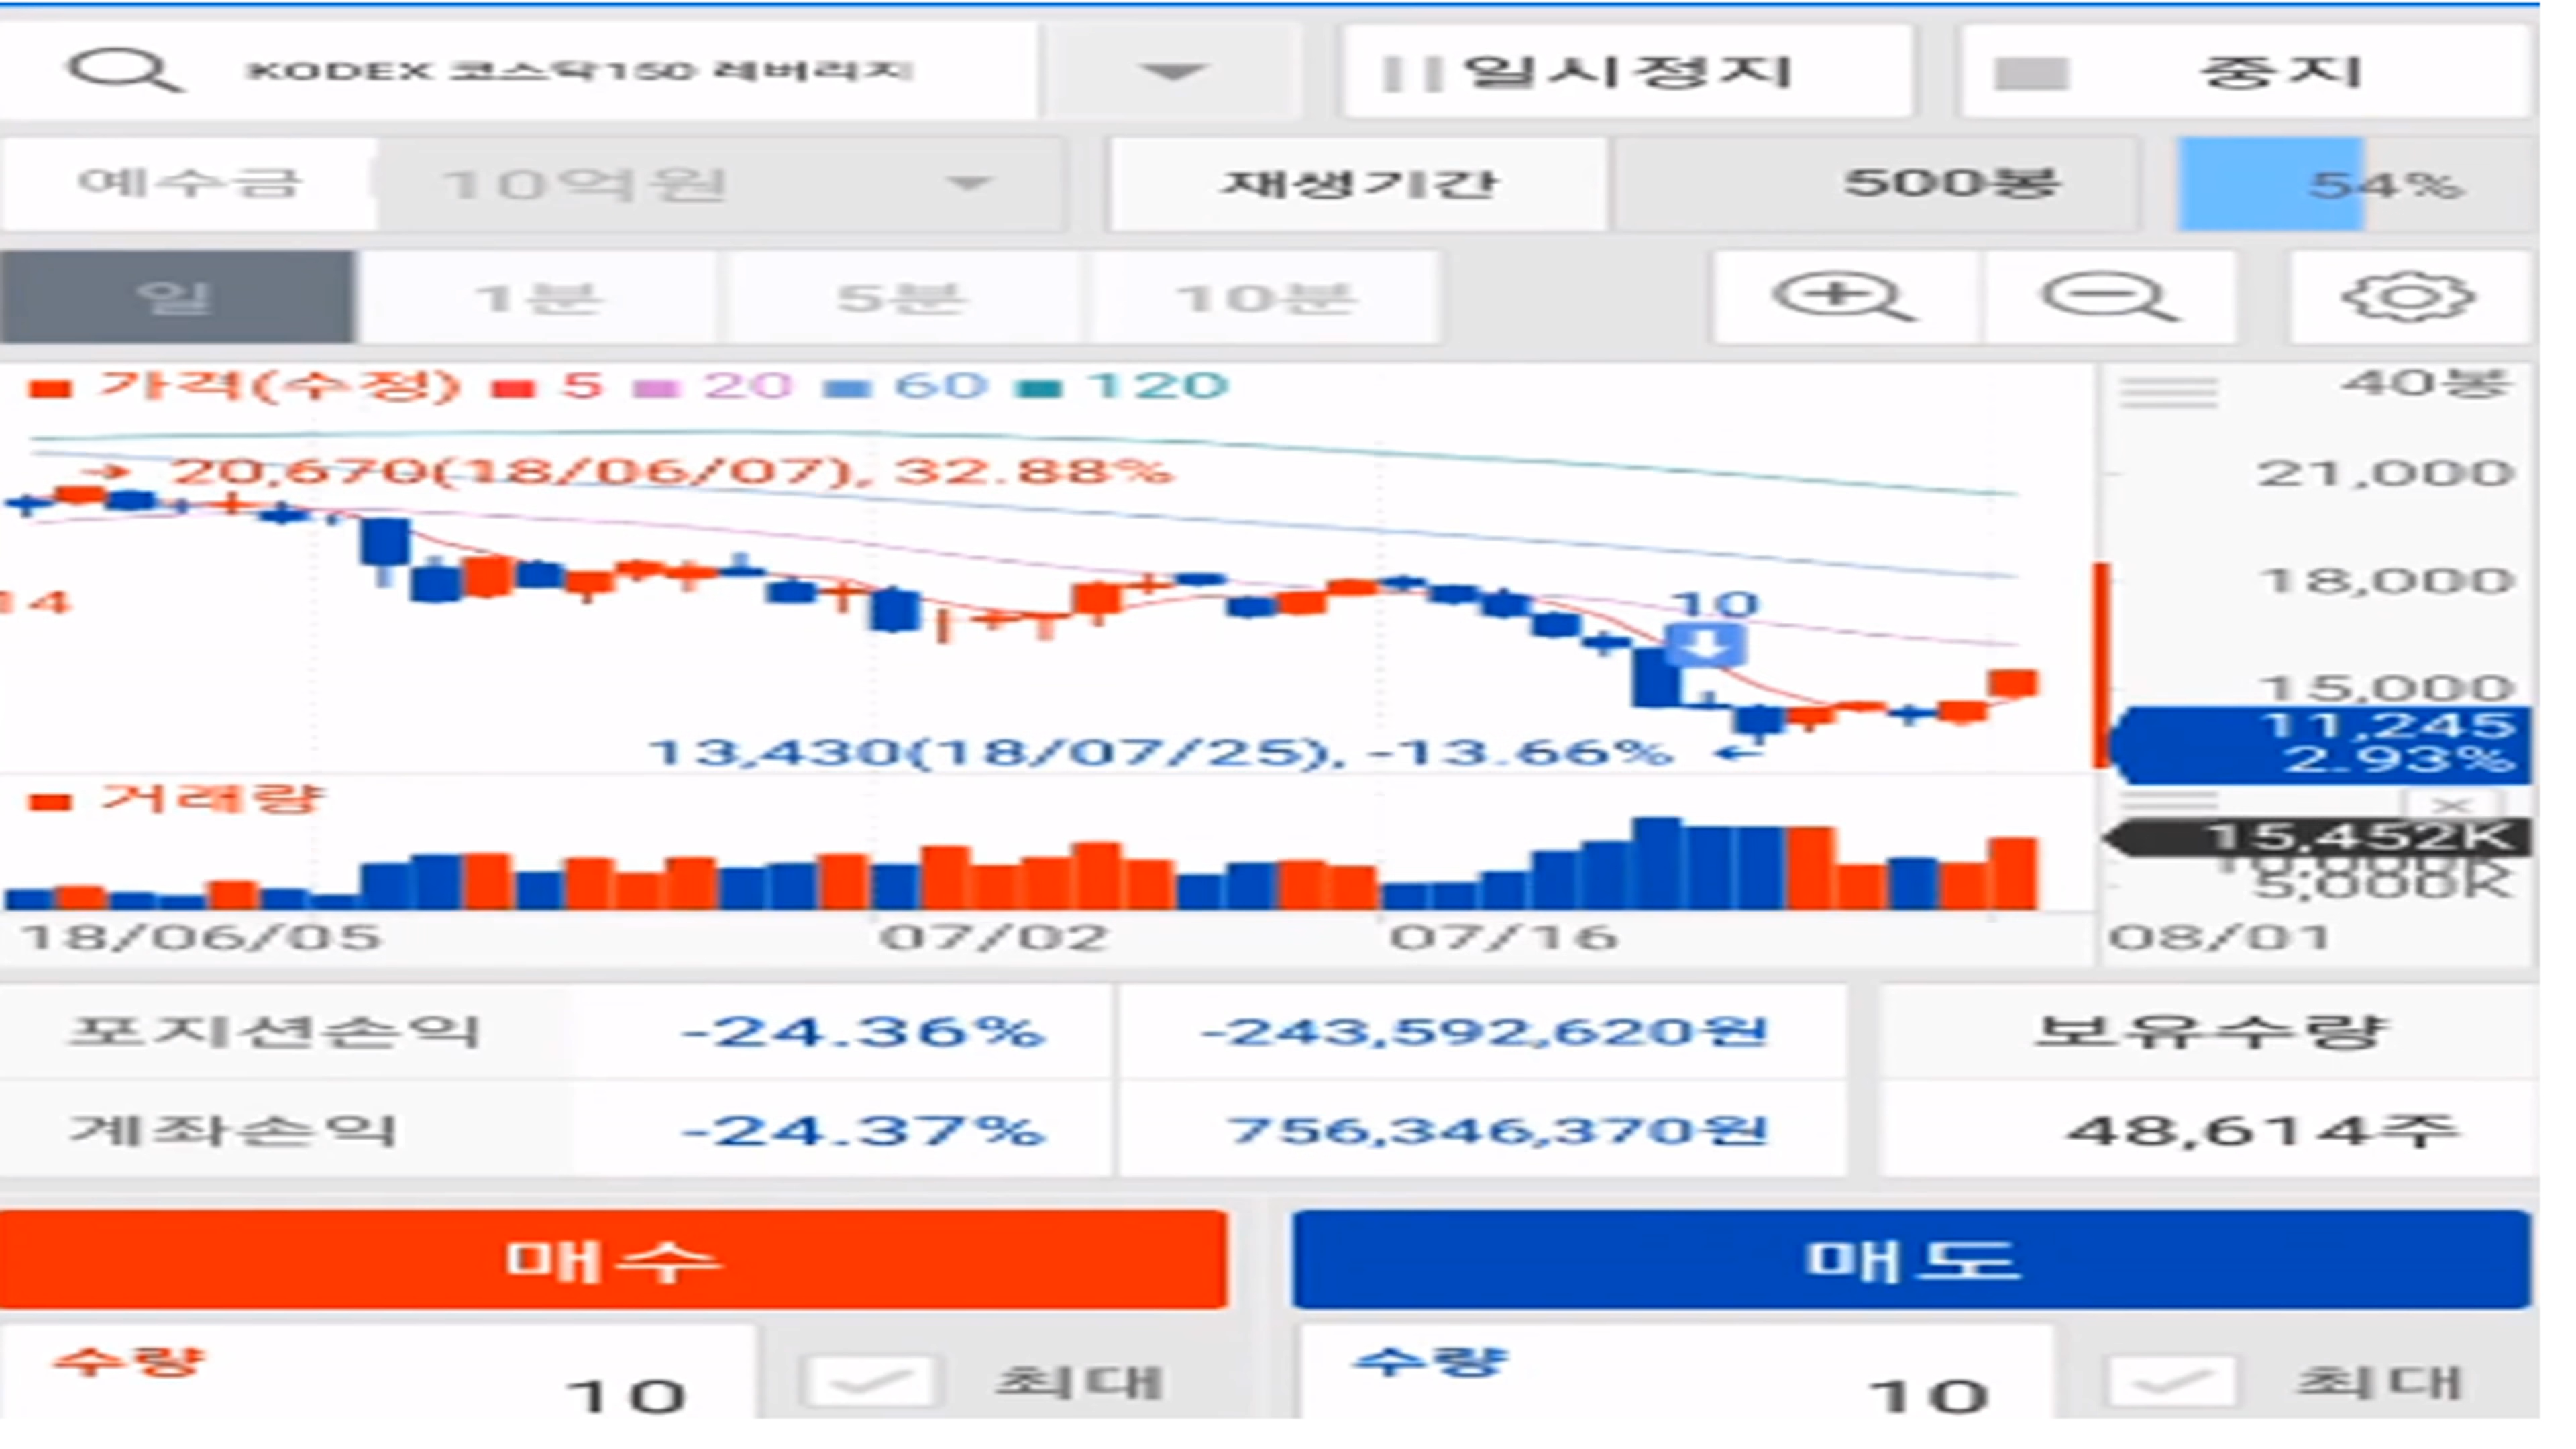 KODEX 코스닥150 레버리지
일시정지
중지
예수금
10억원
재생기간
500봉
54%
일
1분
5분
10분
가격(수정) 5 20 60 120
40봉
→ 20,670(18/06/07), 32.88%
21,000
18,000
14
10
15,000
11,245
2.93%
13,430(18/07/25), -13.66% ←
거래량
15,452K
5,000K
18/06/05
07/02
07/16
08/01
포지션손익
-24.36%
-243,592,620원
보유수량
계좌손익
-24.37%
756,346,370원
48,614주
매수
매도
수량
10
최대
수량
10
최대